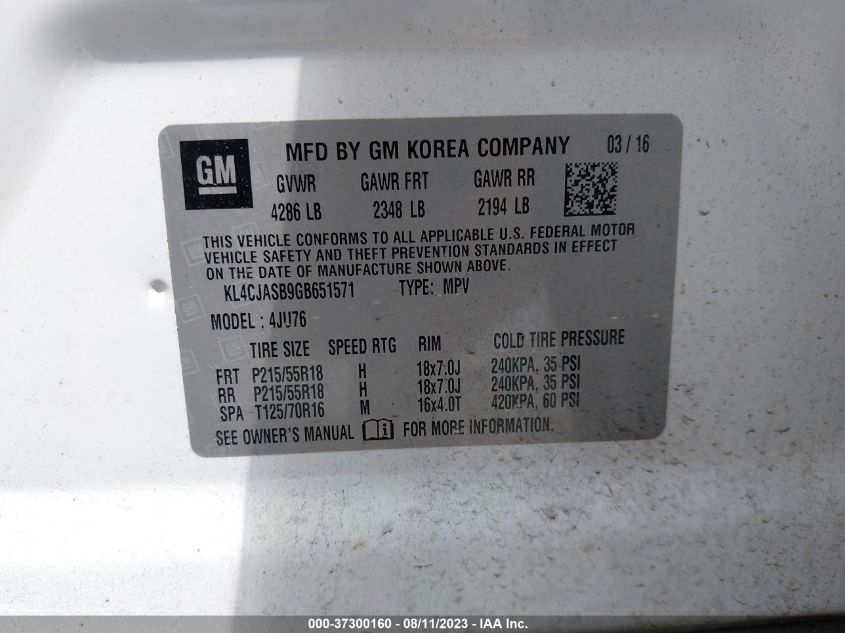 GM
MFD BY GM KOREA COMPANY 03 / 16
GVWR GAWR FRT GAWR RR
4286 LB 2348 LB 2194 LB
THIS VEHICLE CONFORMS TO ALL APPLICABLE U.S. FEDERAL MOTOR
VEHICLE SAFETY AND THEFT PREVENTION STANDARDS IN EFFECT
ON THE DATE OF MANUFACTURE SHOWN ABOVE.
KL4CJASB9GB651571 TYPE: MPV
MODEL : 4JU76
TIRE SIZE SPEED RTG RIM COLD TIRE PRESSURE
FRT P215/55R18 H 18x7.0J 240KPA, 35 PSI
RR P215/55R18 H 18x7.0J 240KPA, 35 PSI
SPA T125/70R16 M 16x4.0T 420KPA, 60 PSI
SEE OWNER'S MANUAL FOR MORE INFORMATION.
000-37300160 - 08/11/2023 - IAA Inc.